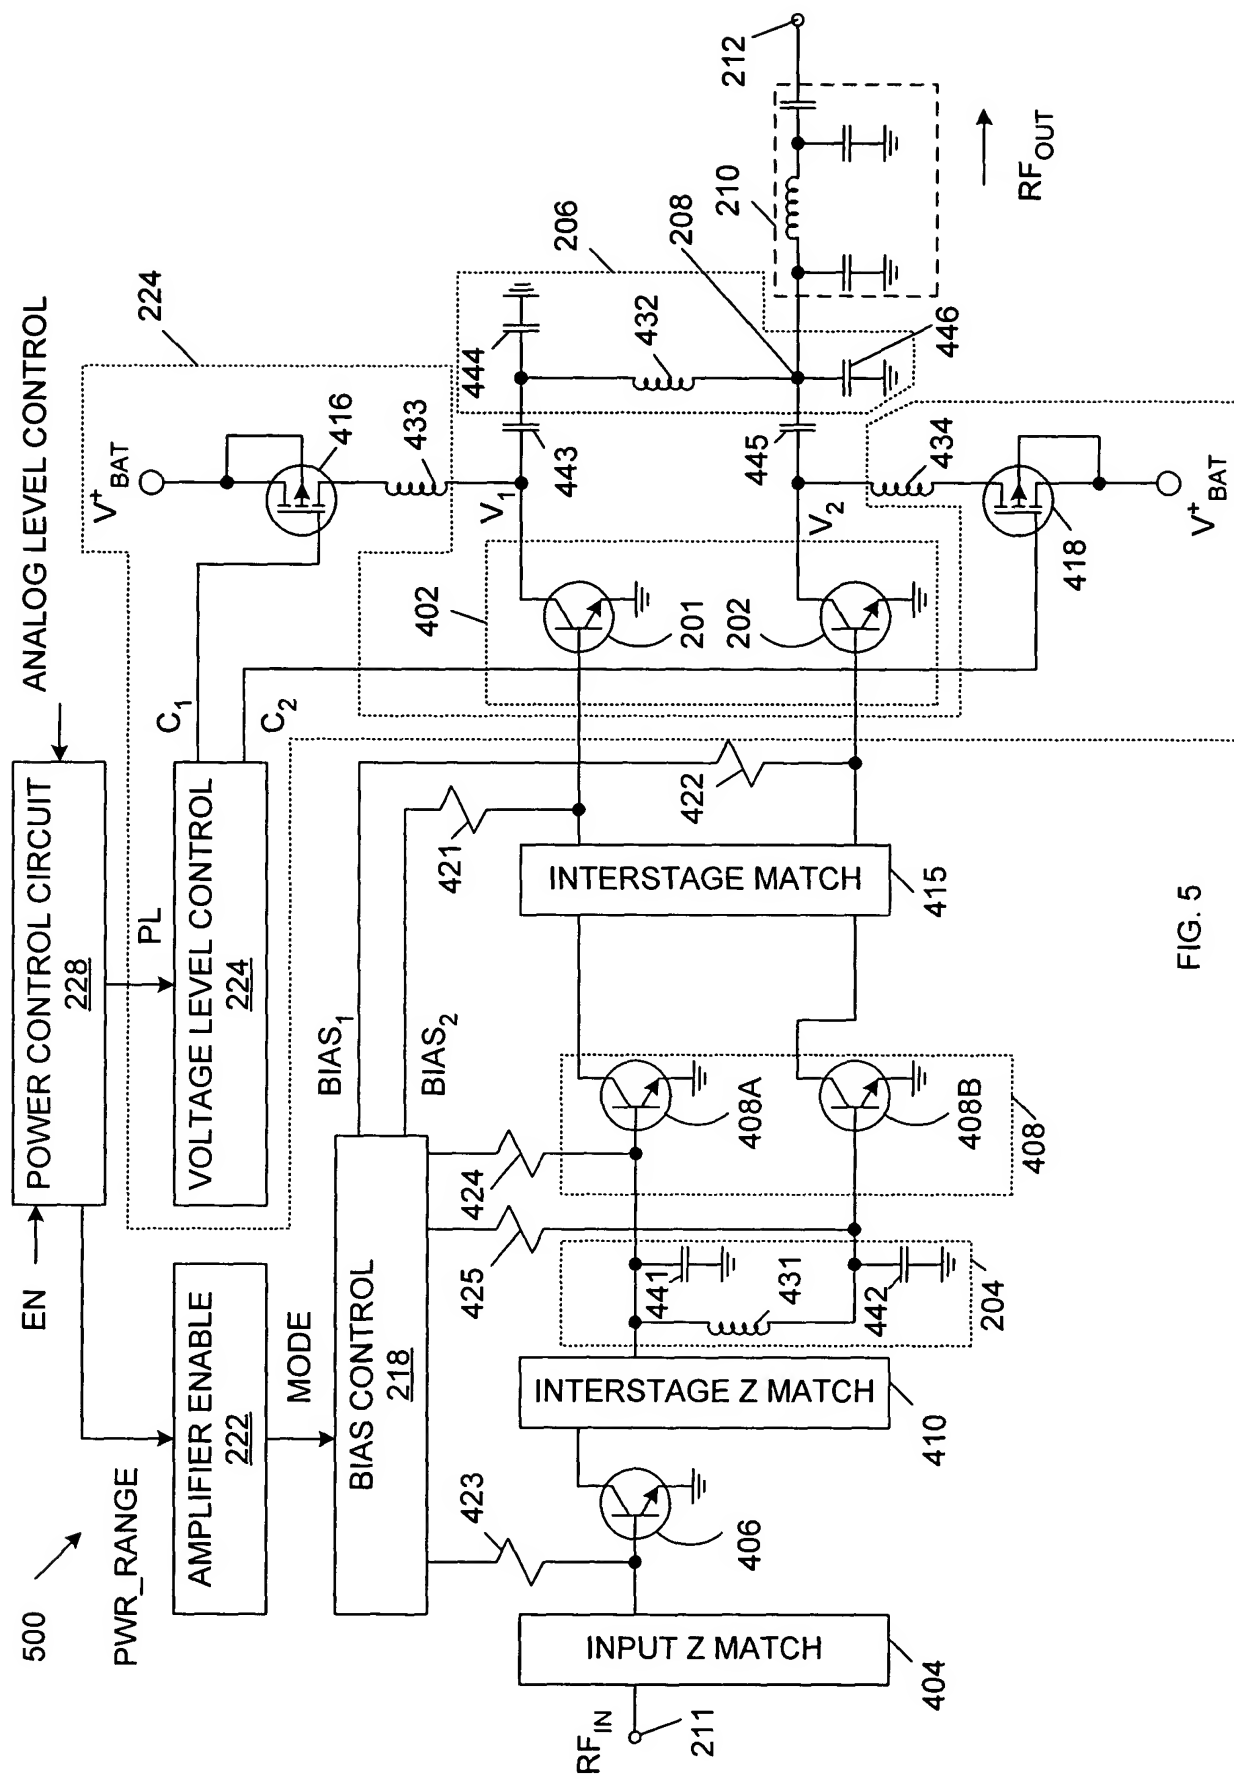 500
EN
POWER CONTROL CIRCUIT
228
ANALOG LEVEL CONTROL
PWR_RANGE
AMPLIFIER ENABLE
222
PL
VOLTAGE LEVEL CONTROL
224
C1
C2
V+BAT
224
416
433
MODE
BIAS CONTROL
218
BIAS1
BIAS2
402
V1
443
444
206
432
208
210
212
423
425
424
421
422
201
202
V2
445
446
434
418
V+BAT
RFOUT
RFIN
211
INPUT Z MATCH
404
406
INTERSTAGE Z MATCH
410
441
431
442
204
408A
408B
408
INTERSTAGE MATCH
415
FIG. 5